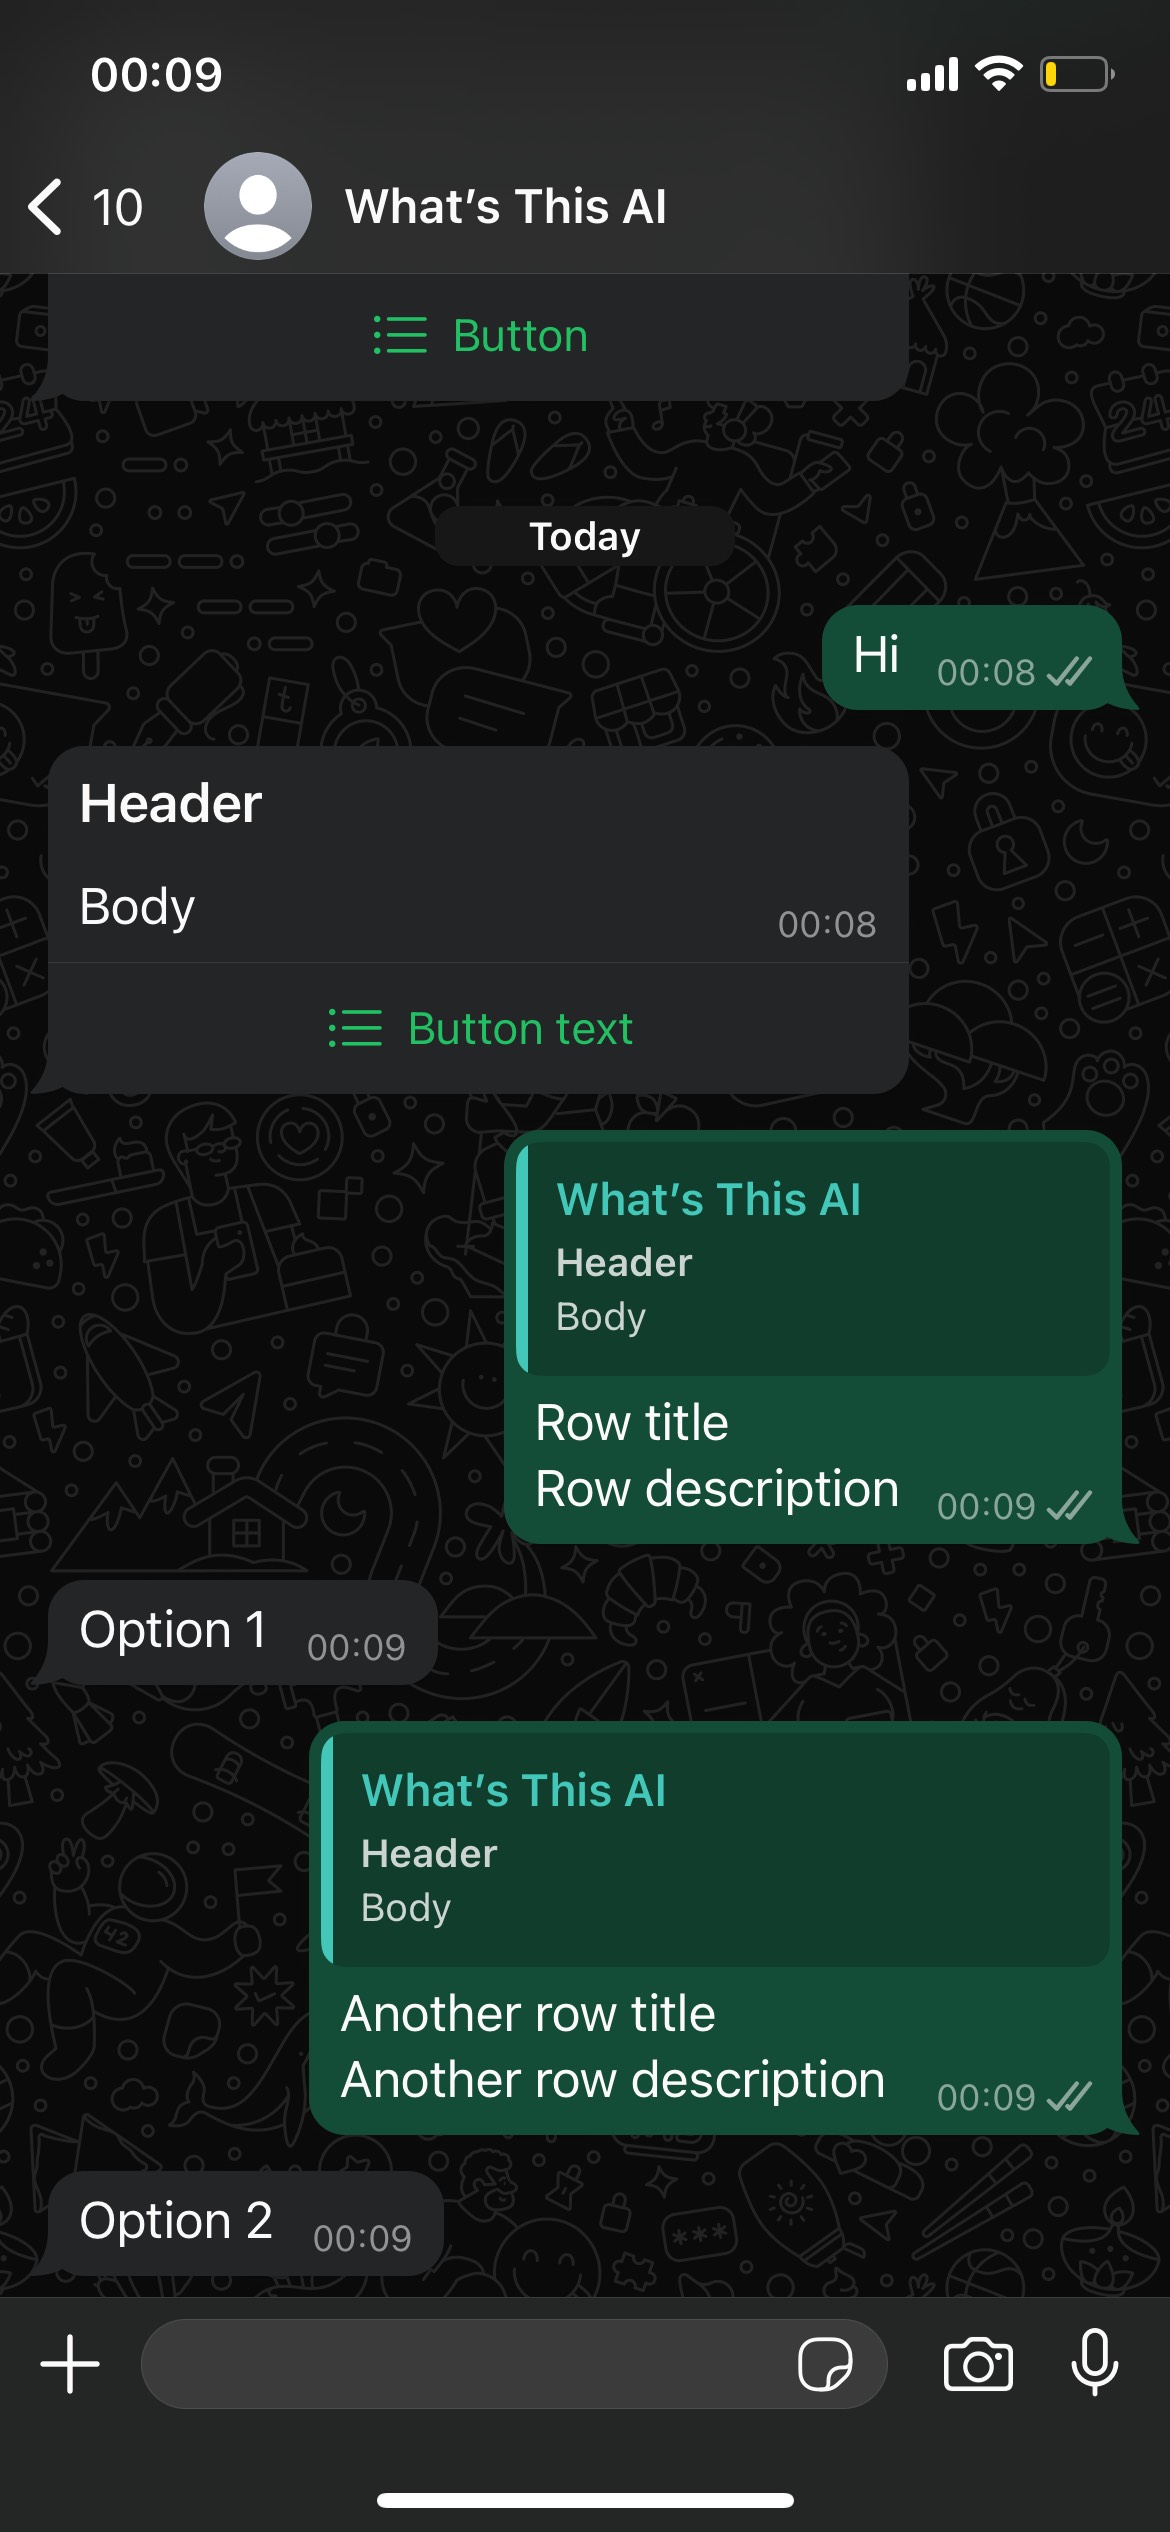 00:09
10
What's This AI
Button
Today
Hi 00:08
Header
Body 00:08
Button text
What's This AI
Header
Body
Row title
Row description 00:09
Option 1 00:09
What's This AI
Header
Body
Another row title
Another row description 00:09
Option 2 00:09